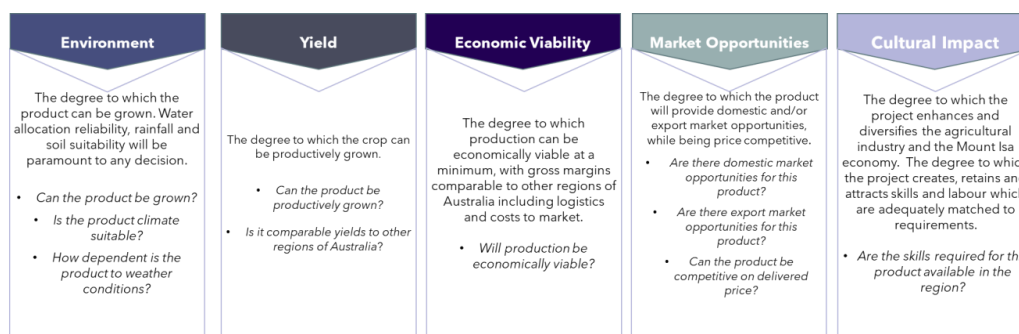 Environment
The degree to which the
product can be grown. Water
allocation reliability, rainfall and
soil suitability will be
paramount to any decision.
• Can the product be grown?
• Is the product climate
suitable?
• How dependent is the
product to weather
conditions?
Yield
The degree to which the crop can
be productively grown.
• Can the product be
productively grown?
• Is it comparable yields to other
regions of Australia?
Economic Viability
The degree to which
production can be
economically viable at a
minimum, with gross margins
comparable to other regions of
Australia including logistics
and costs to market.
• Will production be
economically viable?
Market Opportunities
The degree to which the product
will provide domestic and/or
export market opportunities,
while being price competitive.
• Are there domestic market
opportunities for this
product?
• Are there export market
opportunities for this
product?
• Can the product be
competitive on delivered
price?
Cultural Impact
The degree to which the
project enhances and
diversifies the agricultural
industry and the Mount Isa
economy. The degree to
the project creates, retains
attracts skills and labour
are adequately matched to
requirements.
• Are the skills required for
product available in the
region?